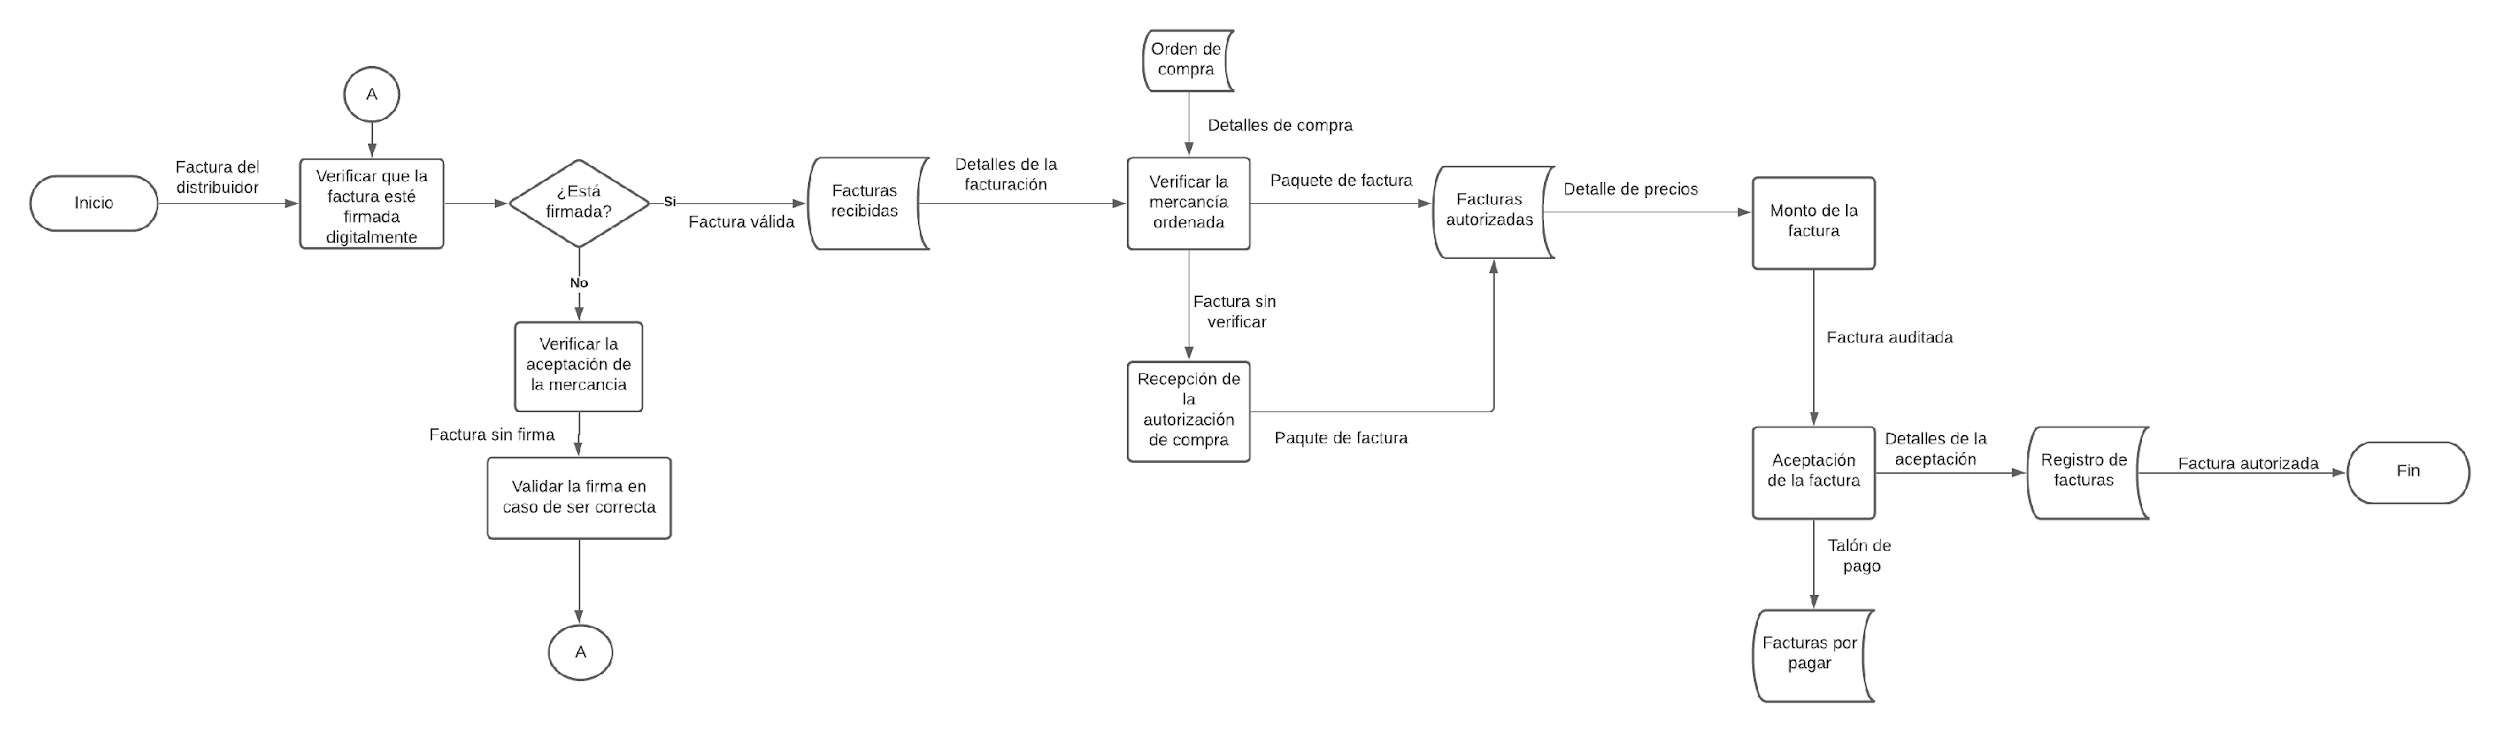 Orden de
compra
A
Detalles de compra
Inicio
Factura del
distribuidor
Verificar que la
factura esté
firmada
digitalmente
¿Está
firmada?
Si
Factura válida
Facturas
recibidas
Detalles de la
facturación
Verificar la
mercancía
ordenada
Paquete de factura
Facturas
autorizadas
Detalle de precios
Monto de la
factura
No
Factura sin
verificar
Factura auditada
Verificar la
aceptación de
la mercancia
Recepción de
la
autorización
de compra
Paqute de factura
Factura sin firma
Validar la firma en
caso de ser correcta
Aceptación
de la factura
Detalles de la
aceptación
Registro de
facturas
Factura autorizada
Fin
Talón de
pago
A
Facturas por
pagar